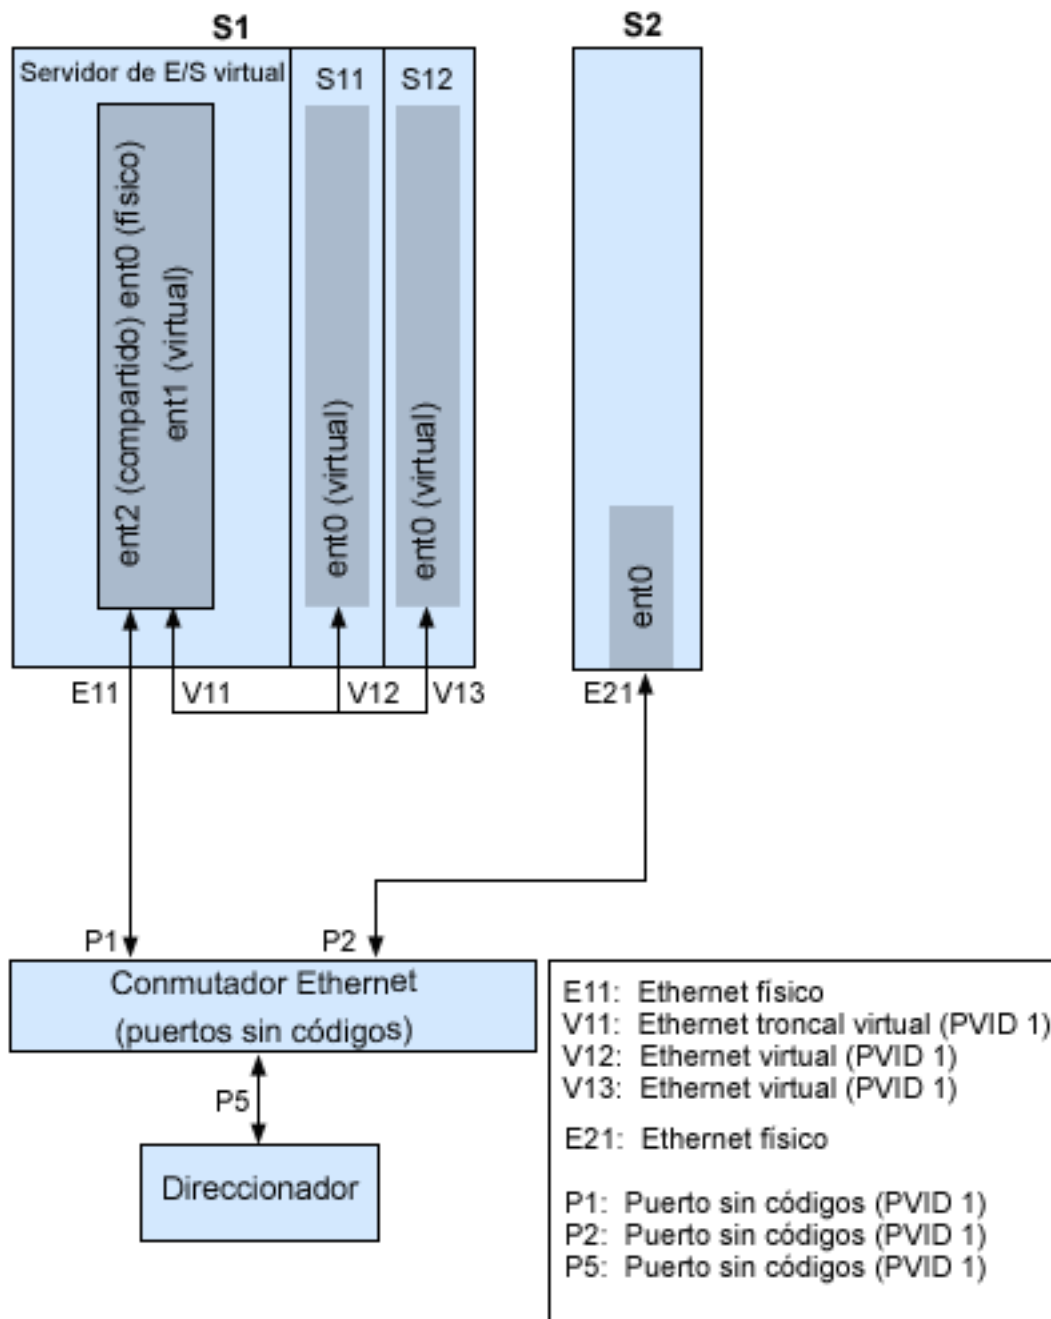 S1
S2
Servidor de E/S virtual
S11
S12
ent2 (compartido) ent0 (físico)
ent1 (virtual)
ent0 (virtual)
ent0 (virtual)
ent0
E11
V11
V12
V13
E21
P1
P2
Conmutador Ethernet
(puertos sin códigos)
P5
Direccionador
E11: Ethernet físico
V11: Ethernet troncal virtual (PVID 1)
V12: Ethernet virtual (PVID 1)
V13: Ethernet virtual (PVID 1)
E21: Ethernet físico
P1: Puerto sin códigos (PVID 1)
P2: Puerto sin códigos (PVID 1)
P5: Puerto sin códigos (PVID 1)